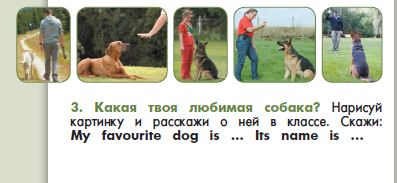 3. Какая твоя любимая собака? Нарисуй
картинку и расскажи о ней в классе. Скажи:
My favourite dog is ... Its name is ...